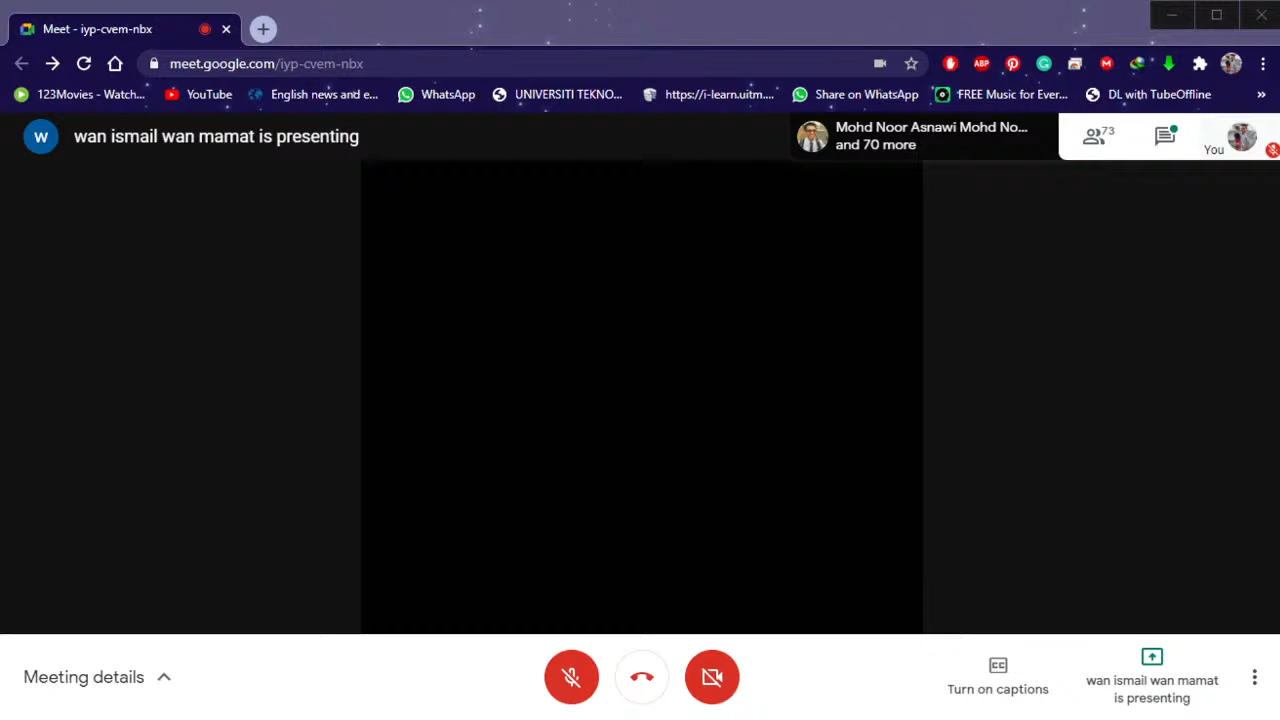 Meet - iyp-cvem-nbx
meet.google.com/iyp-cvem-nbx
ABP
123Movies - Watch...
YouTube
English news and e...
WhatsApp
UNIVERSITI TEKNO...
https://i-learn.uitm....
Share on WhatsApp
FREE Music for Ever...
DL with TubeOffline
»
W
wan ismail wan mamat is presenting
Mohd Noor Asnawi Mohd No...
and 70 more
73
You
Meeting details
CC
Turn on captions
wan ismail wan mamat
is presenting